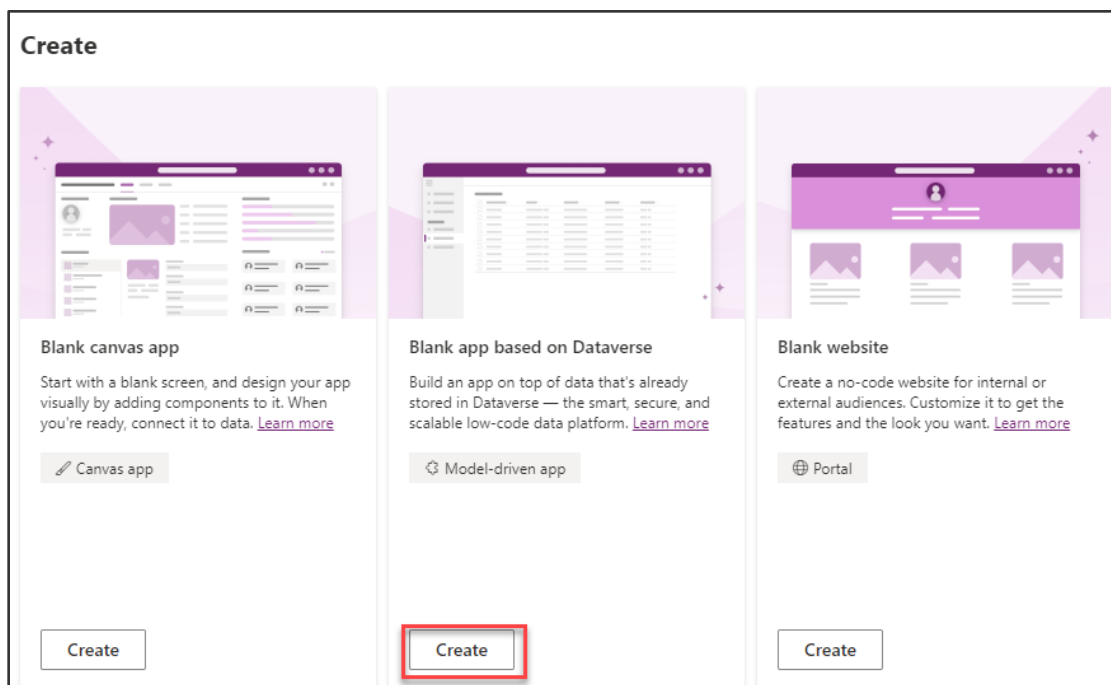 Create
Blank canvas app
Start with a blank screen, and design your app
visually by adding components to it. When
you're ready, connect it to data. Learn more
Canvas app
Create
Blank app based on Dataverse
Build an app on top of data that's already
stored in Dataverse — the smart, secure, and
scalable low-code data platform. Learn more
Model-driven app
Create
Blank website
Create a no-code website for internal or
external audiences. Customize it to get the
features and the look you want. Learn more
Portal
Create